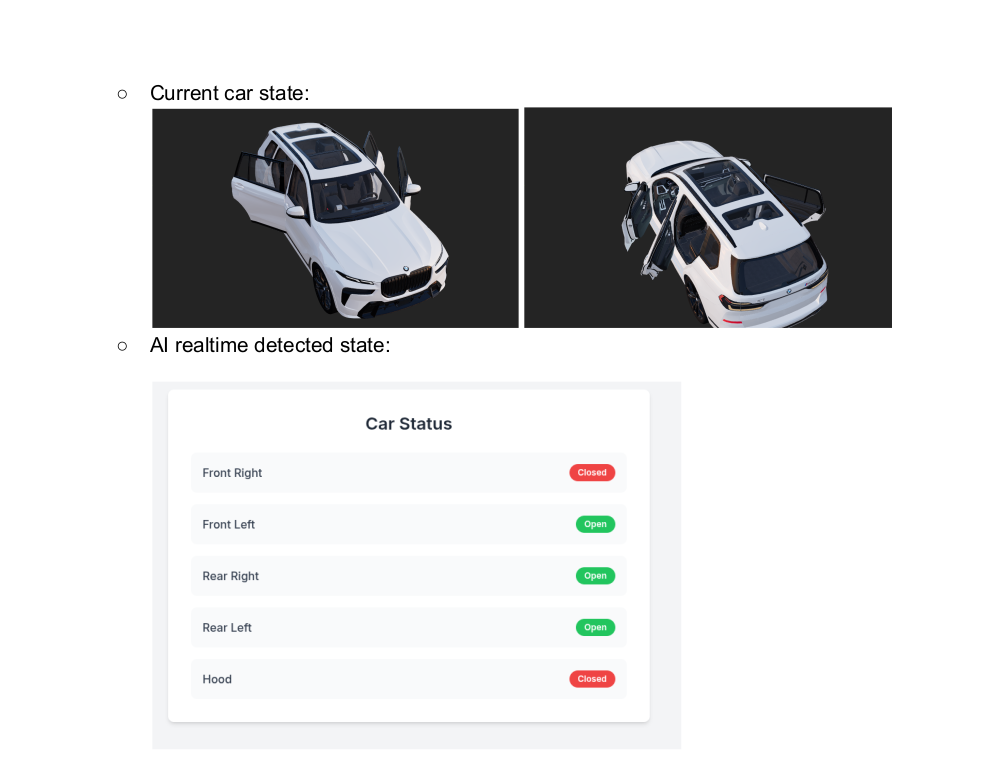 Current car state:
AI realtime detected state:
Car Status
Front Right
Closed
Front Left
Open
Rear Right
Open
Rear Left
Open
Hood
Closed